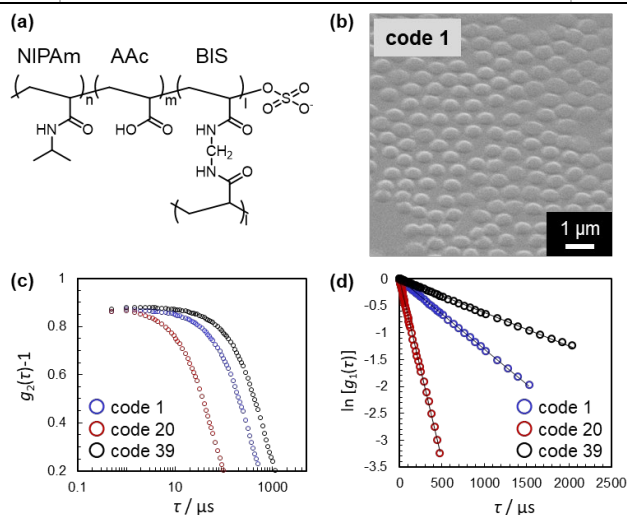 (a)
NIPAm AAc BIS
n m l
O O O O S O O-
HN HO HN
CH2
HN
O
l
(b)
code 1
1 μm
(c)
g2(τ)-1
1
0.8
0.6
0.4
0.2
0.1 10 1000
code 1
code 20
code 39
τ / μs
(d)
ln [g1(τ)]
0
-0.5
-1
-1.5
-2
-2.5
-3
-3.5
0 500 1000 1500 2000 2500
code 1
code 20
code 39
τ / μs